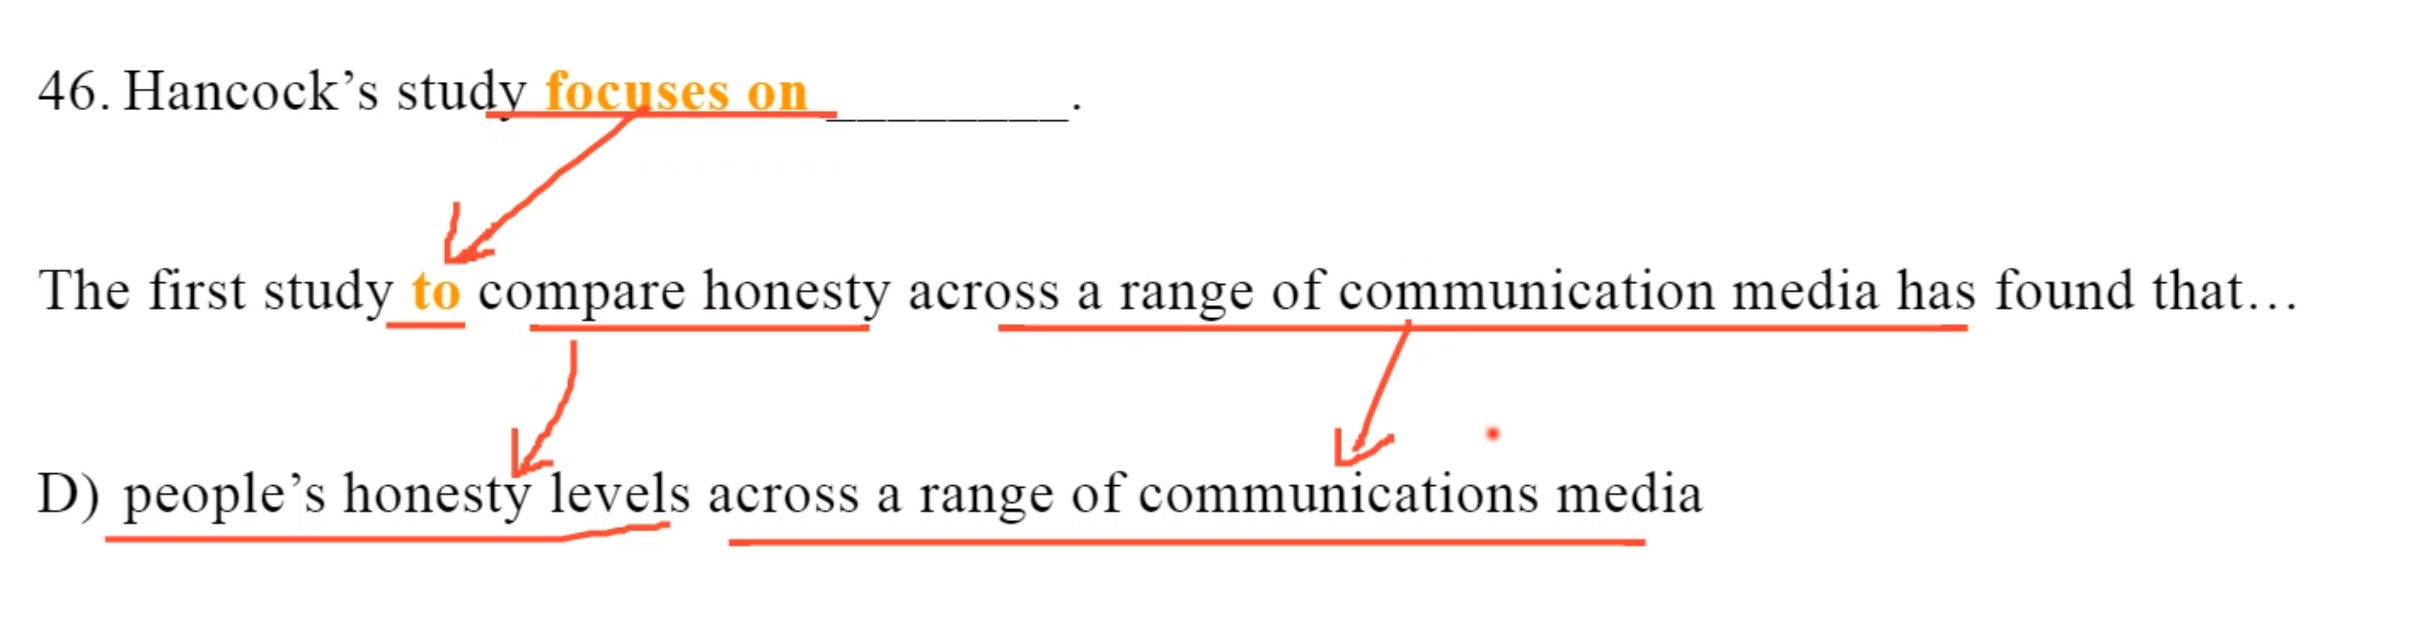 46. Hancock’s study focuses on _________.
The first study to compare honesty across a range of communication media has found that…
D) people’s honesty levels across a range of communications media